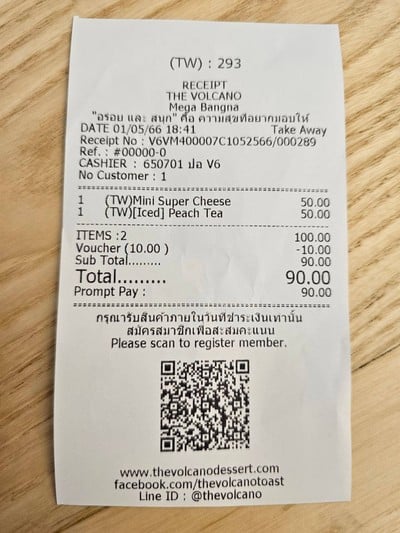 (TW) : 293
RECEIPT
THE VOLCANO
Mega Bangna
"อร่อย และ สนุก" คือ ความสุขที่อยากมอบให้
DATE 01/05/66 18:41 Take Away
Receipt No : V6VM400007C1052566/000289
Ref. : #00000-0
CASHIER : 650701 ปอ V6
No Customer : 1
1 (TW)Mini Super Cheese 50.00
1 (TW)[Iced] Peach Tea 50.00
ITEMS :2 100.00
Voucher (10.00 ) -10.00
Sub Total......... 90.00
Total......... 90.00
Prompt Pay : 90.00
กรุณารับสินค้าภายในวันที่ชำระเงินเท่านั้น
สมัครสมาชิกเพื่อสะสมคะแนน
Please scan to register member.
www.thevolcanodessert.com
facebook.com/thevolcanotoast
Line ID : @thevolcano